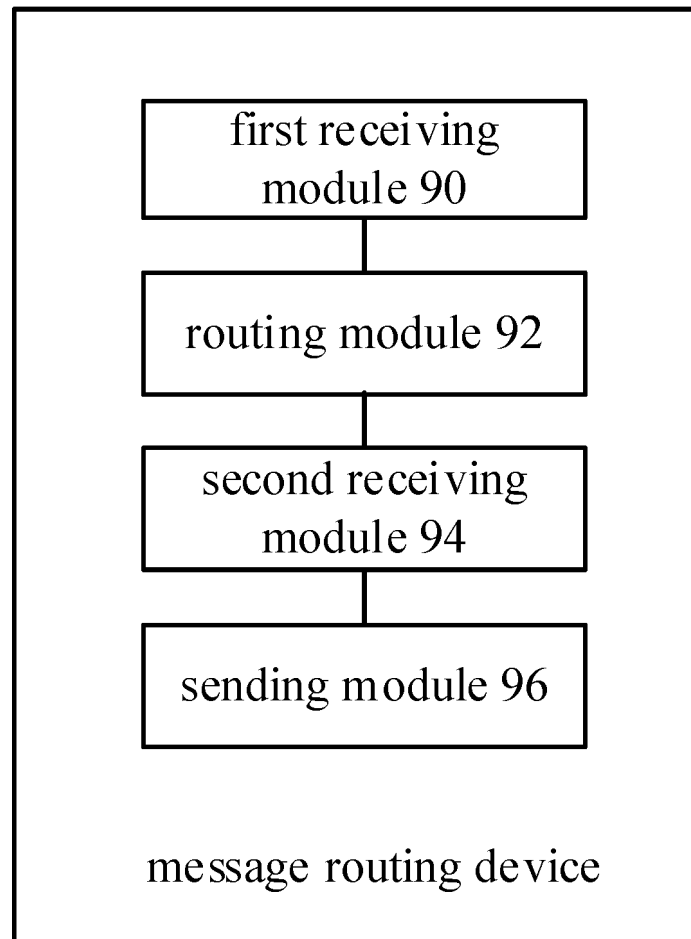 first receiving
module 90
routing module 92
second receiving
module 94
sending module 96
message routing device